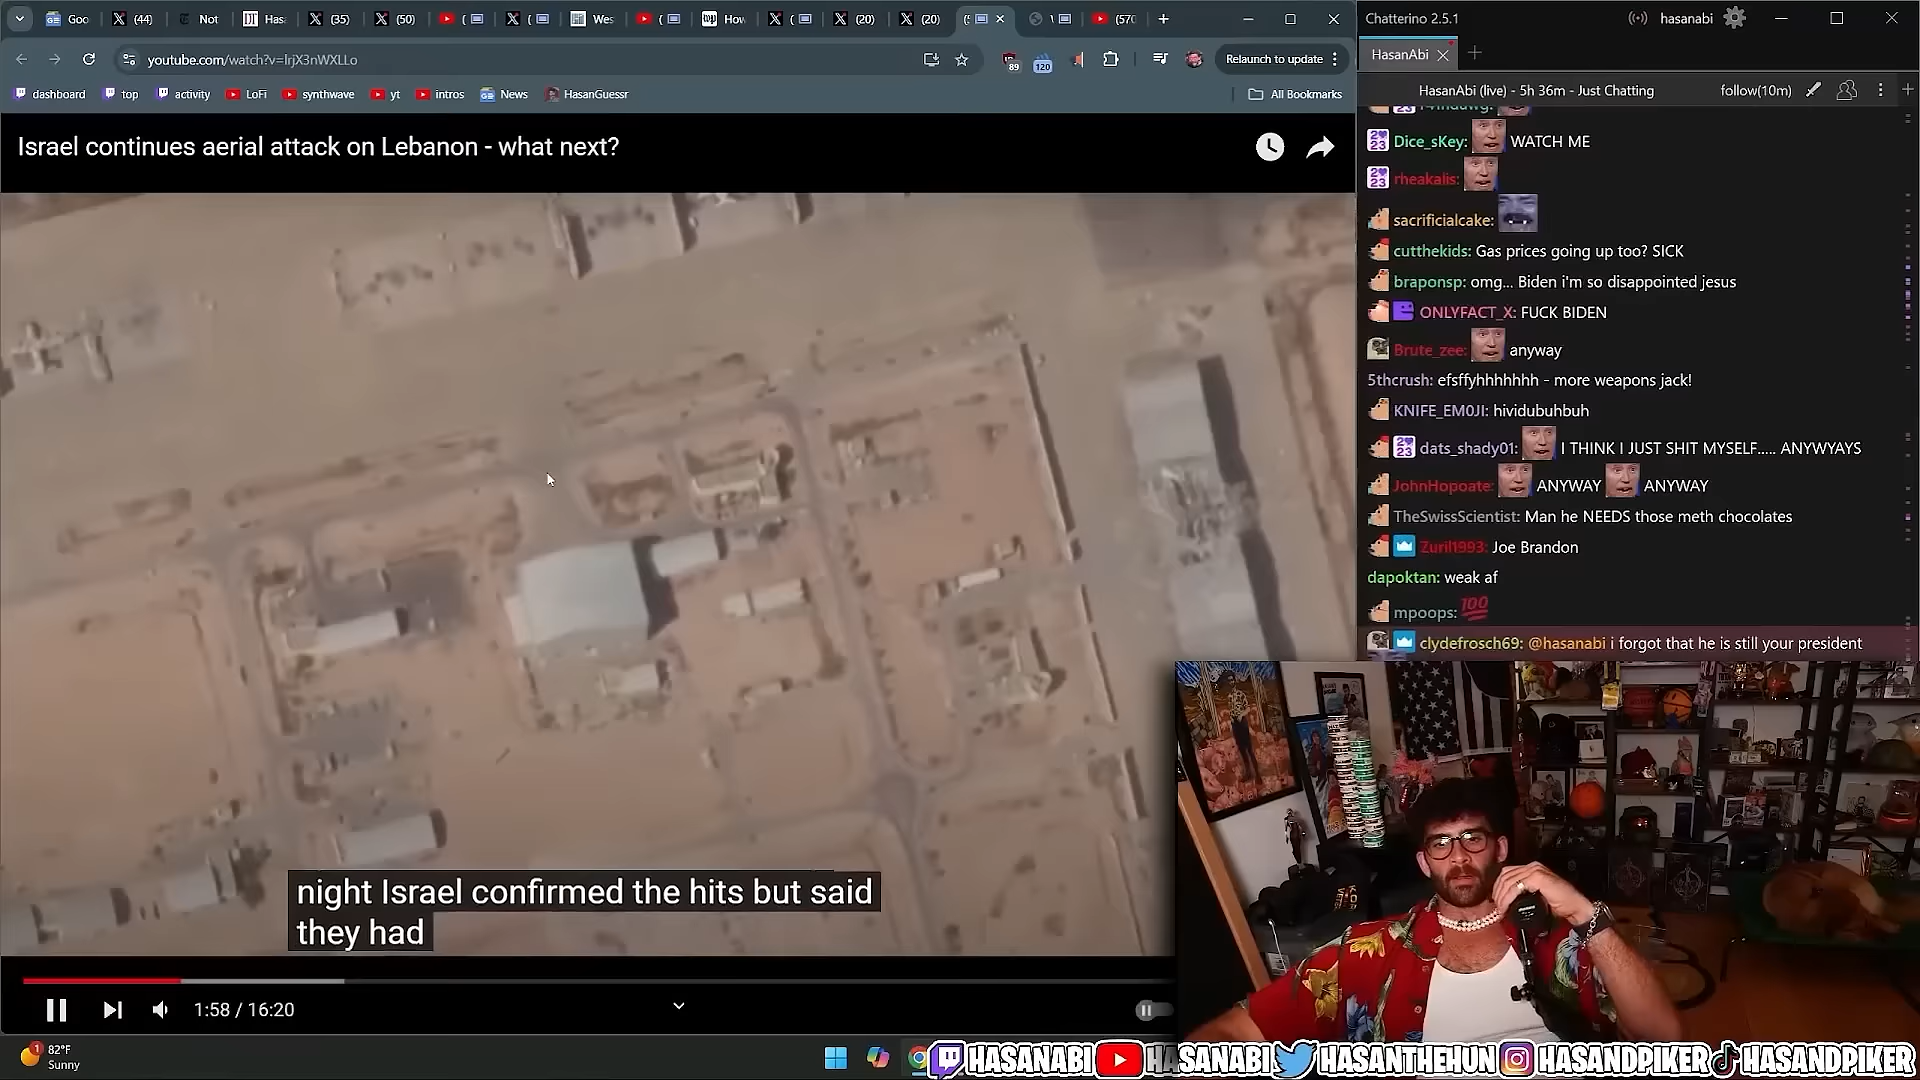 Goo
(44)
Not
Has
(35)
(50)
(
(
Wes
(
How
(
(20)
(20)
(
(570
youtube.com/watch?v=lrjX3nWXLLo
89
120
Relaunch to update
dashboard
top
activity
LoFi
synthwave
yt
intros
News
HasanGuessr
All Bookmarks
Israel continues aerial attack on Lebanon - what next?
night Israel confirmed the hits but said
they had
1:58 / 16:20
1
82°F
Sunny
Chatterino 2.5.1
hasanabi
HasanAbi
HasanAbi (live) - 5h 36m - Just Chatting
follow(10m)
Dice_sKey: WATCH ME
rheakalis:
sacrificialcake:
cutthekids: Gas prices going up too? SICK
braponsp: omg... Biden i'm so disappointed jesus
ONLYFACT_X: FUCK BIDEN
Brute_zee: anyway
5thcrush: efsffyhhhhhhh - more weapons jack!
KNIFE_EM0JI: hividubuhbuh
dats_shady01: I THINK I JUST SHIT MYSELF..... ANYWYAYS
JohnHopoate: ANYWAY ANYWAY
TheSwissScientist: Man he NEEDS those meth chocolates
Zuril1993: Joe Brandon
dapoktan: weak af
mpoops: 100
clydefrosch69: @hasanabi i forgot that he is still your president
HASANABI HASANABI HASANTHEHUN HASANDPIKER HASANDPIKER